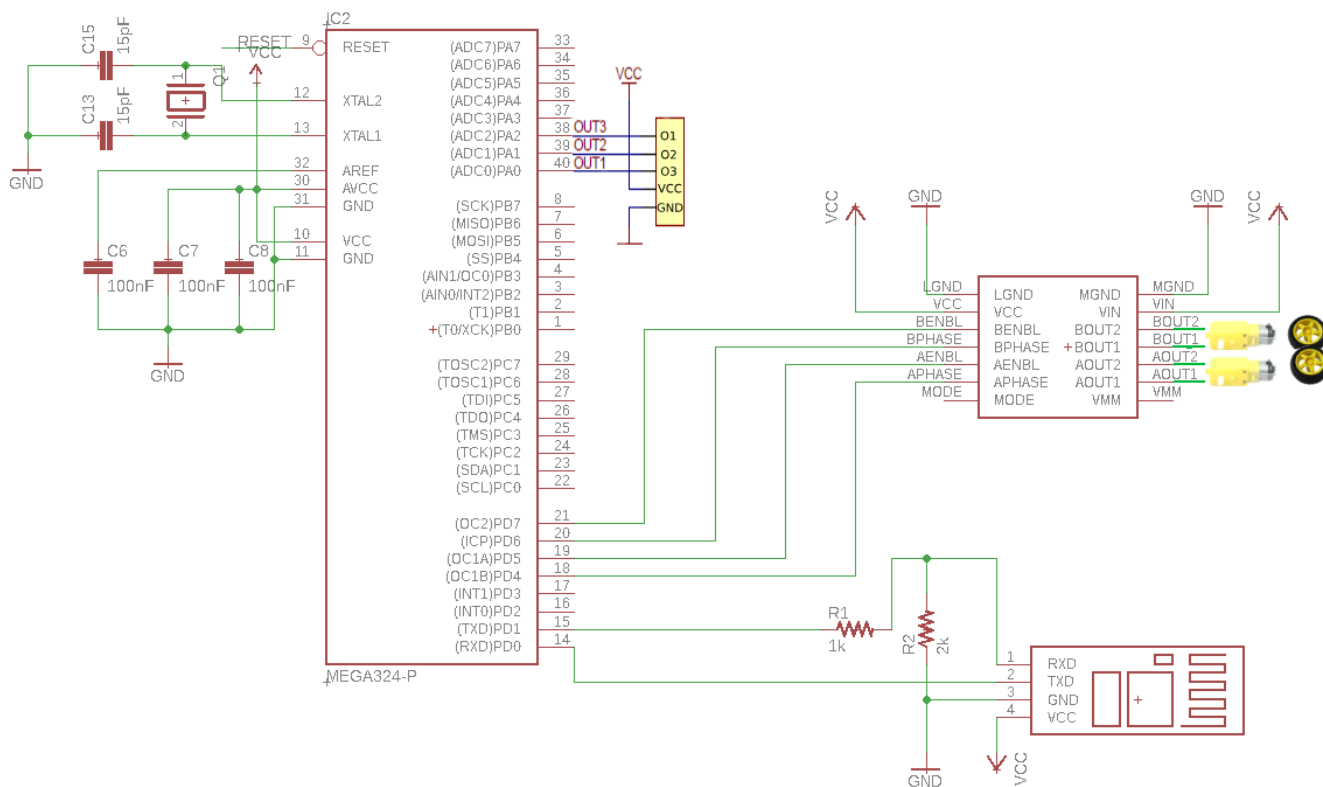 IC2
C15
15pF
C13
15pF
1
2
Q1
GND
RESET
VCC
9
RESET
12
XTAL2
13
XTAL1
32
AREF
30
AVCC
31
GND
10
VCC
11
GND
C6
100nF
C7
100nF
C8
100nF
GND
(ADC7)PA7 33
(ADC6)PA6 34
(ADC5)PA5 35
(ADC4)PA4 36
(ADC3)PA3 37
(ADC2)PA2 38
(ADC1)PA1 39
(ADC0)PA0 40
(SCK)PB7 8
(MISO)PB6 7
(MOSI)PB5 6
(SS)PB4 5
(AIN1/OC0)PB3 4
(AIN0/INT2)PB2 3
(T1)PB1 2
(T0/XCK)PB0 1
(TOSC2)PC7 29
(TOSC1)PC6 28
(TDI)PC5 27
(TDO)PC4 26
(TMS)PC3 25
(TCK)PC2 24
(SDA)PC1 23
(SCL)PC0 22
(OC2)PD7 21
(ICP)PD6 20
(OC1A)PD5 19
(OC1B)PD4 18
(INT1)PD3 17
(INT0)PD2 16
(TXD)PD1 15
(RXD)PD0 14
MEGA324-P
VCC
OUT3
OUT2
OUT1
O1
O2
O3
VCC
GND
VCC
GND
GND
VCC
LGND
VCC
BENBL
BPHASE
AENBL
APHASE
MODE
LGND
VCC
BENBL
BPHASE
AENBL
APHASE
MODE
MGND
VIN
BOUT2
BOUT1
AOUT2
AOUT1
VMM
MGND
VIN
BOUT2
BOUT1
AOUT2
AOUT1
VMM
R1
1k
R2
2k
1 RXD
2 TXD
3 GND
4 VCC
GND
VCC